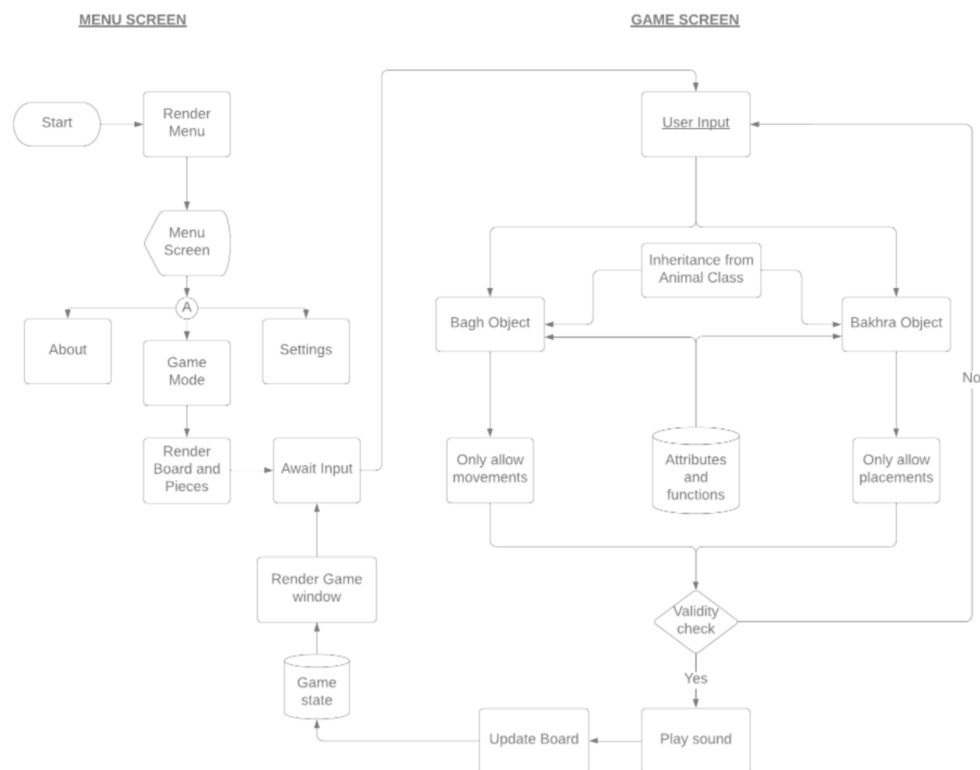 MENU SCREEN
GAME SCREEN
Start
Render
Menu
User Input
Menu
Screen
Inheritance from
Animal Class
A
Bagh Object
Bakhra Object
About
Game
Mode
Settings
No
Render
Board and
Pieces
Await Input
Only allow
movements
Attributes
and
functions
Only allow
placements
Render Game
window
Validity
check
Yes
Game
state
Update Board
Play sound